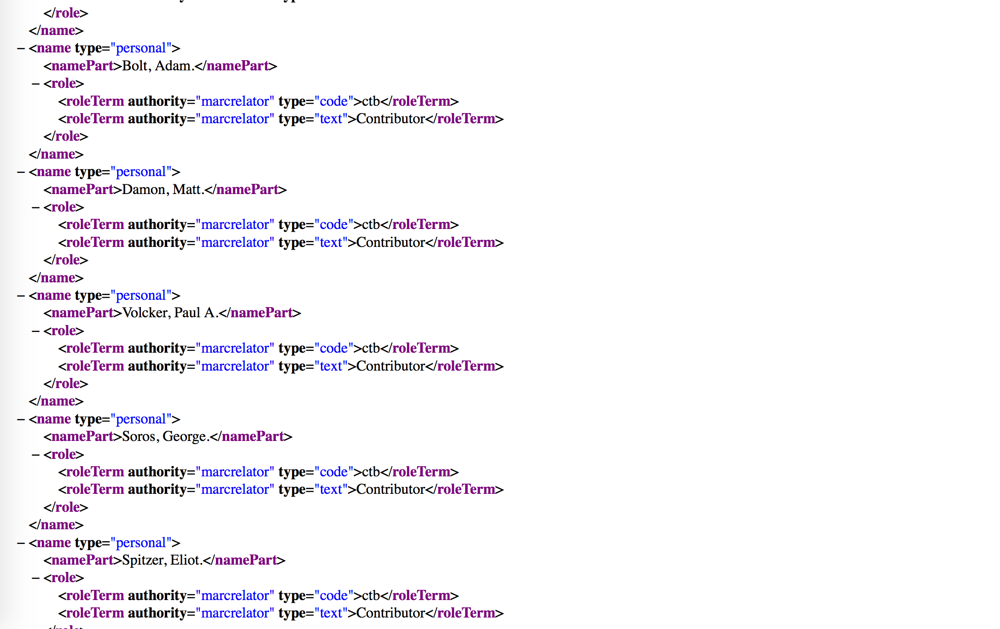 </role>
</name>
– <name type="personal">
<namePart>Bolt, Adam.</namePart>
– <role>
<roleTerm authority="marcrelator" type="code">ctb</roleTerm>
<roleTerm authority="marcrelator" type="text">Contributor</roleTerm>
</role>
</name>
– <name type="personal">
<namePart>Damon, Matt.</namePart>
– <role>
<roleTerm authority="marcrelator" type="code">ctb</roleTerm>
<roleTerm authority="marcrelator" type="text">Contributor</roleTerm>
</role>
</name>
– <name type="personal">
<namePart>Volcker, Paul A.</namePart>
– <role>
<roleTerm authority="marcrelator" type="code">ctb</roleTerm>
<roleTerm authority="marcrelator" type="text">Contributor</roleTerm>
</role>
</name>
– <name type="personal">
<namePart>Soros, George.</namePart>
– <role>
<roleTerm authority="marcrelator" type="code">ctb</roleTerm>
<roleTerm authority="marcrelator" type="text">Contributor</roleTerm>
</role>
</name>
– <name type="personal">
<namePart>Spitzer, Eliot.</namePart>
– <role>
<roleTerm authority="marcrelator" type="code">ctb</roleTerm>
<roleTerm authority="marcrelator" type="text">Contributor</roleTerm>